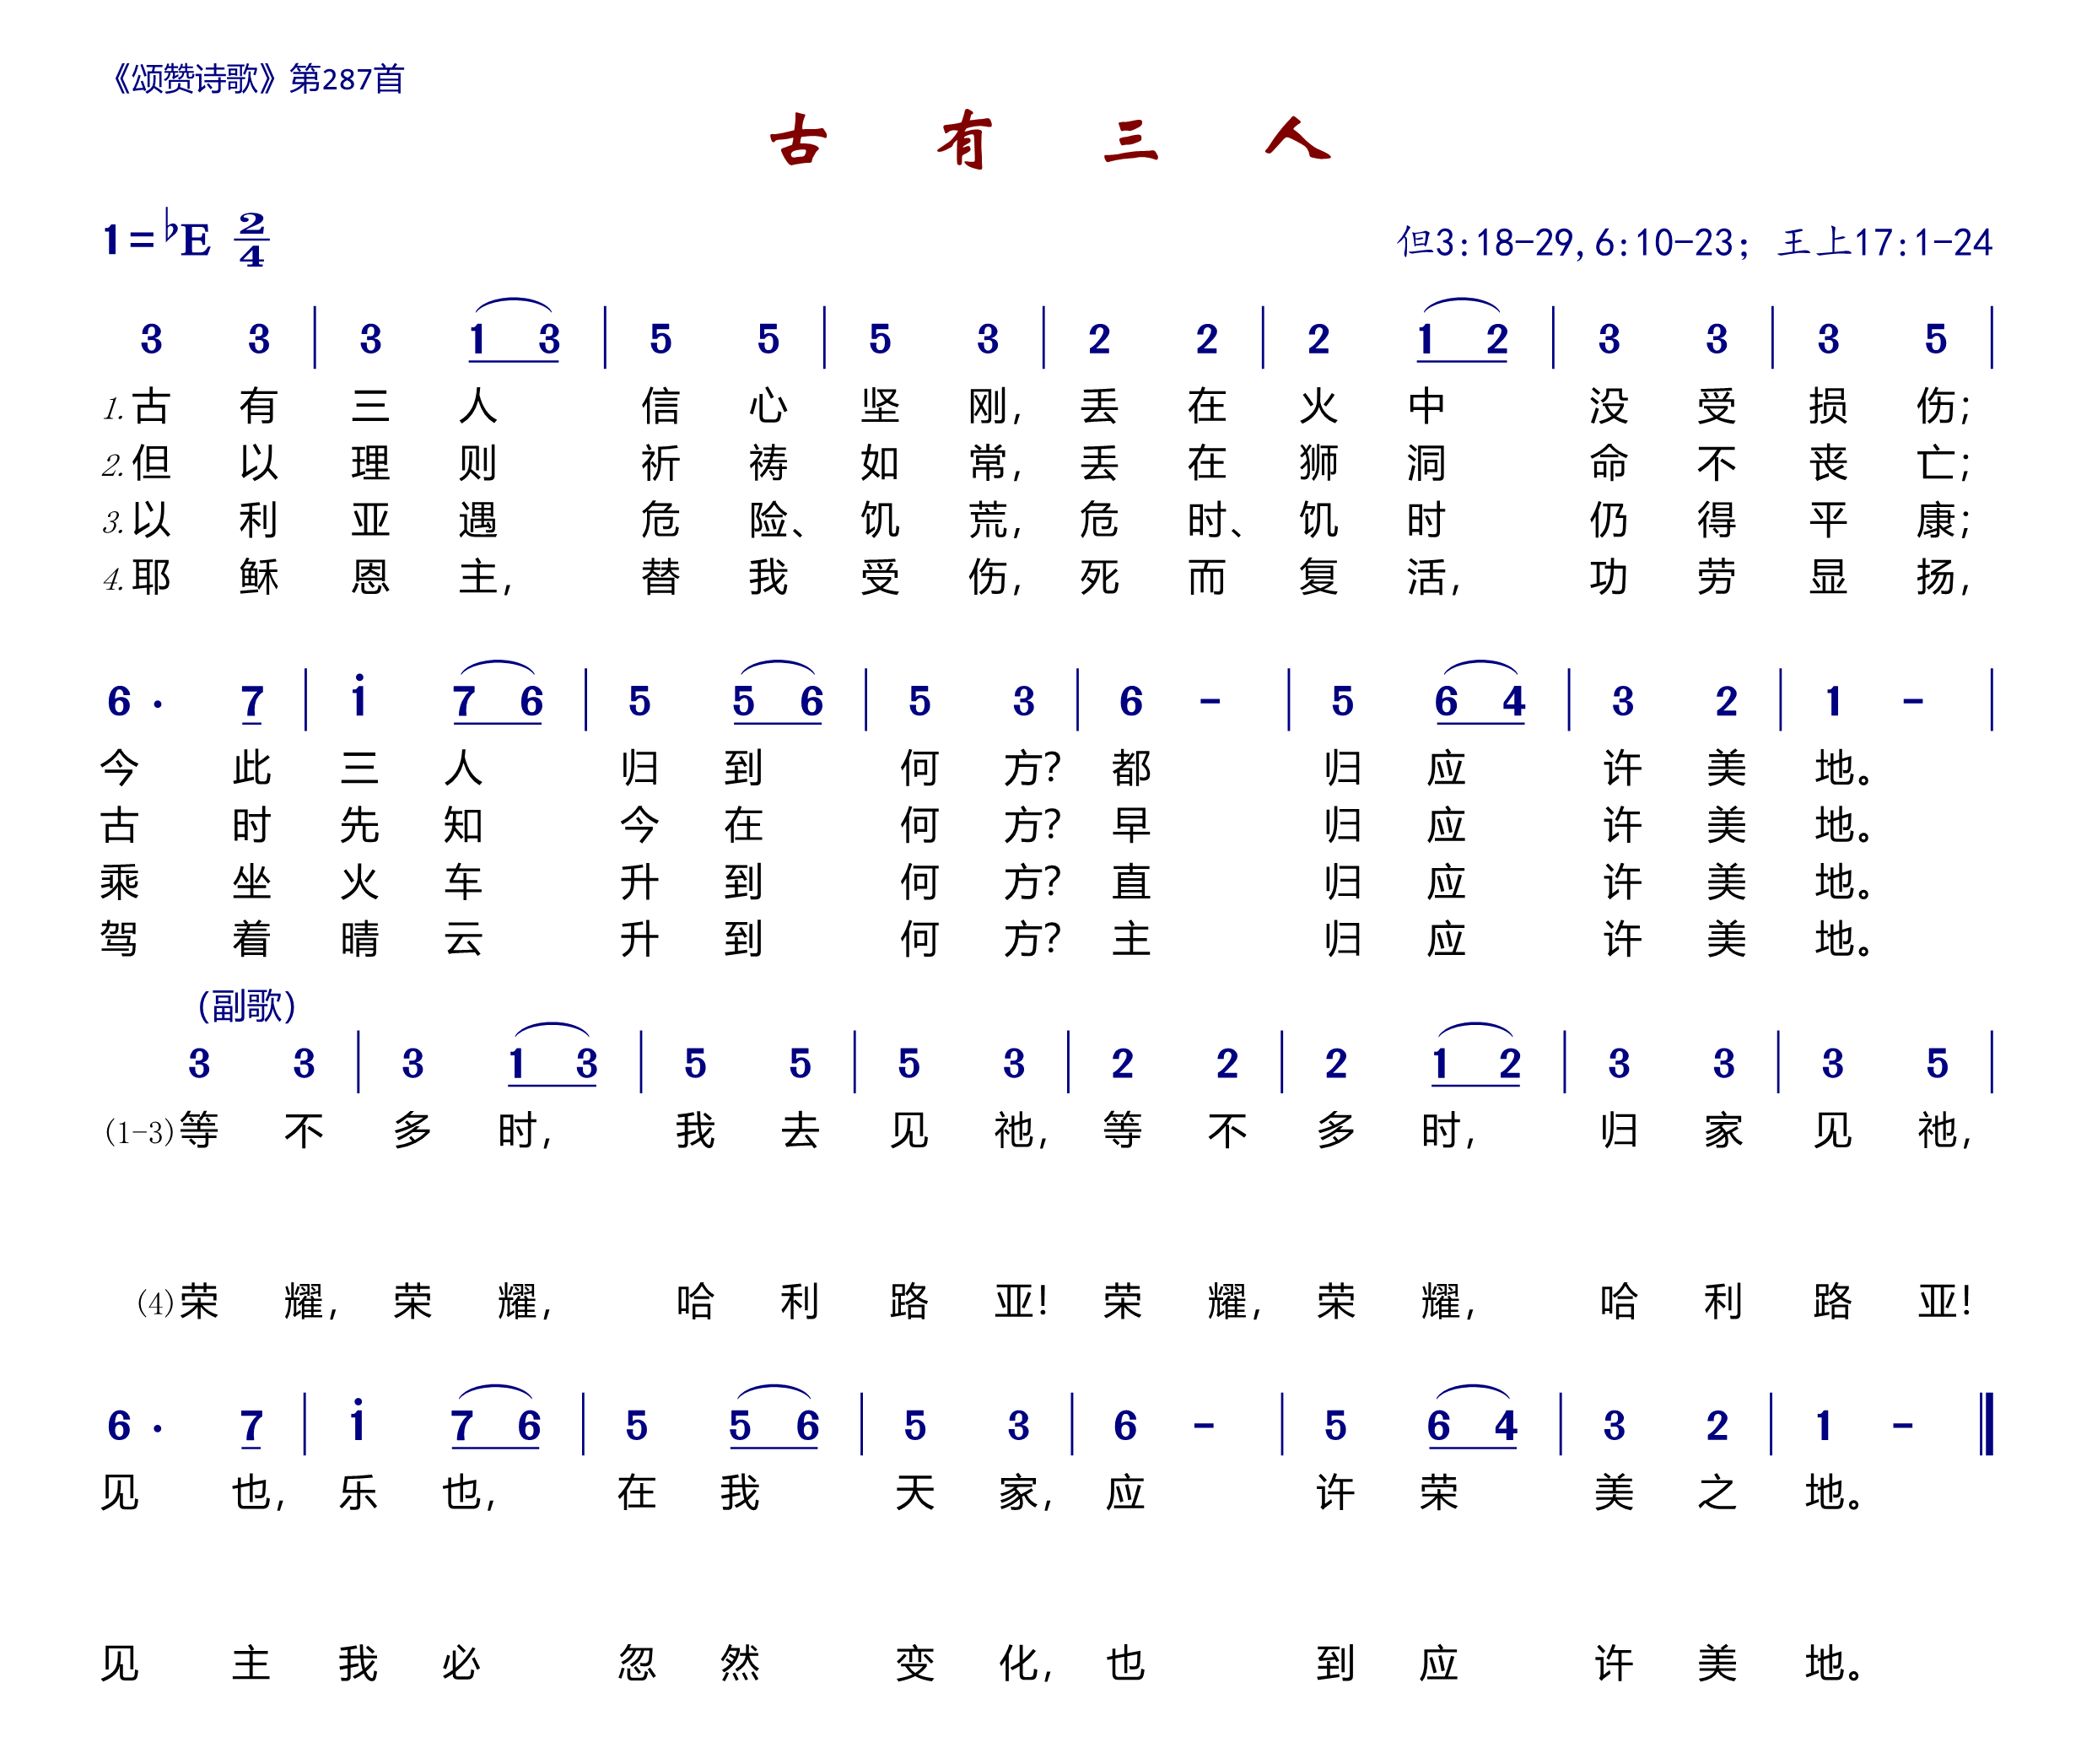 《颂赞诗歌》第287首
古有三人
1=♭E 2/4 但3:18-29,6:10-23; 王上17:1-24
3 3 | 3 1 3 | 5 5 | 5 3 | 2 2 | 2 1 2 | 3 3 | 3 5 |
1.古有三人信心坚刚,丢在火中没受损伤;
2.但以理则祈祷如常,丢在狮洞命不丧亡;
3.以利亚遇危险、饥荒,危时、饥时仍得平康;
4.耶稣恩主,替我受伤,死而复活,功劳显扬,
6 · 7 | i 7 6 | 5 5 6 | 5 3 | 6 - | 5 6 4 | 3 2 | 1 - |
今此三人归到何方?都归应许美地。
古时先知今在何方?早归应许美地。
乘坐火车升到何方?直归应许美地。
驾着晴云升到何方?主归应许美地。
(副歌)
3 3 | 3 1 3 | 5 5 | 5 3 | 2 2 | 2 1 2 | 3 3 | 3 5 |
(1-3)等不多时,我去见祂,等不多时,归家见祂,
(4)荣耀,荣耀,哈利路亚!荣耀,荣耀,哈利路亚!
6 · 7 | i 7 6 | 5 5 6 | 5 3 | 6 - | 5 6 4 | 3 2 | 1 - ‖
见也,乐也,在我天家,应许荣美之地。
见主我必忽然变化,也到应许美地。